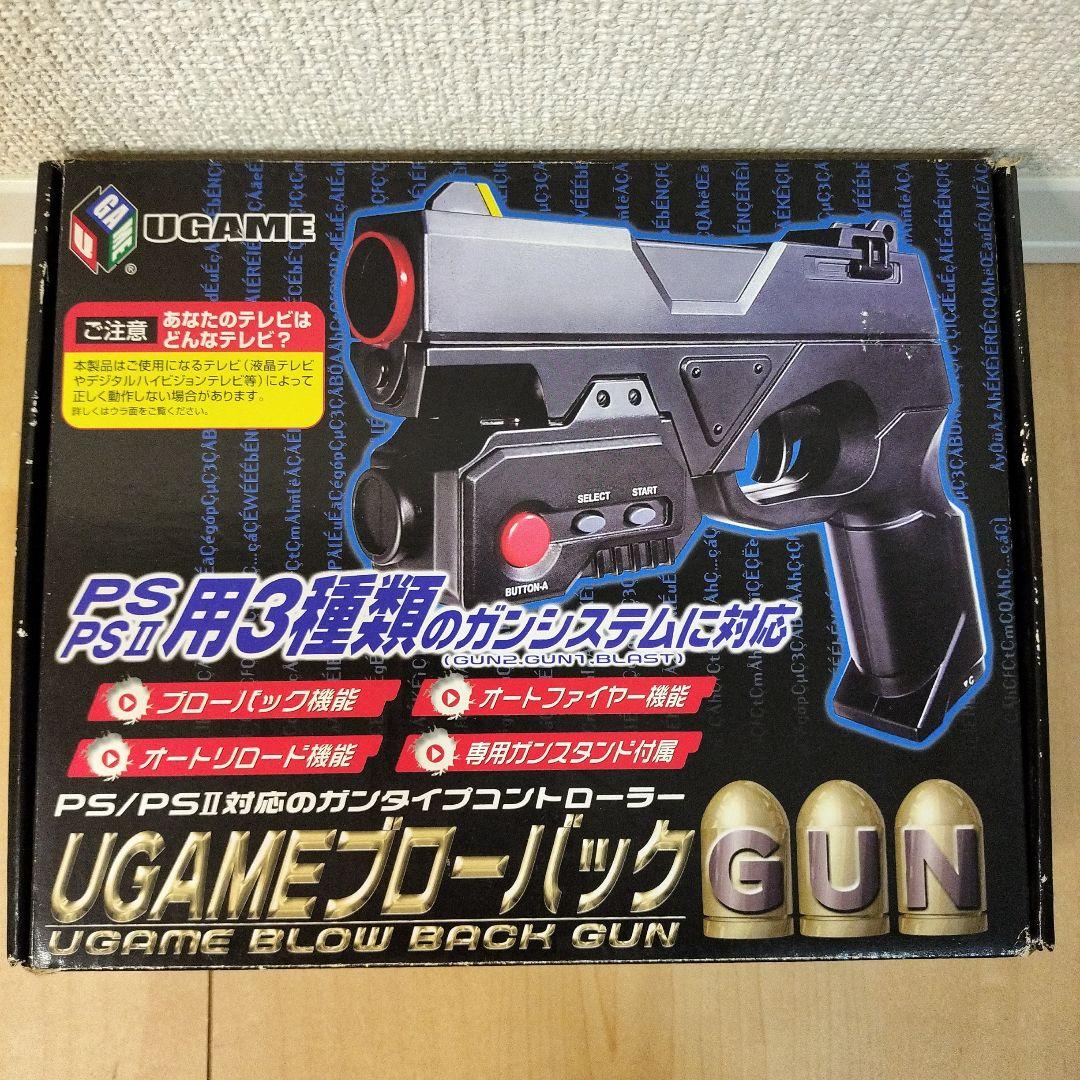 U GAME
UGAME
®
ご注意
あなたのテレビは
どんなテレビ?
本製品はご使用になるテレビ(液晶テレビ
やデジタルハイビジョンテレビ等)によって
正しく動作しない場合があります。
詳しくはウラ面をご覧ください。
SELECT
START
BUTTON-A
PS
PSⅡ
用3種類のガンシステムに対応
(GUN2.GUN1.BLAST)
ブローバック機能
オートファイヤー機能
オートリロード機能
専用ガンスタンド付属
PS/PSⅡ対応のガンタイプコントローラー
UGAMEブローバック
GUN
UGAME BLOW BACK GUN